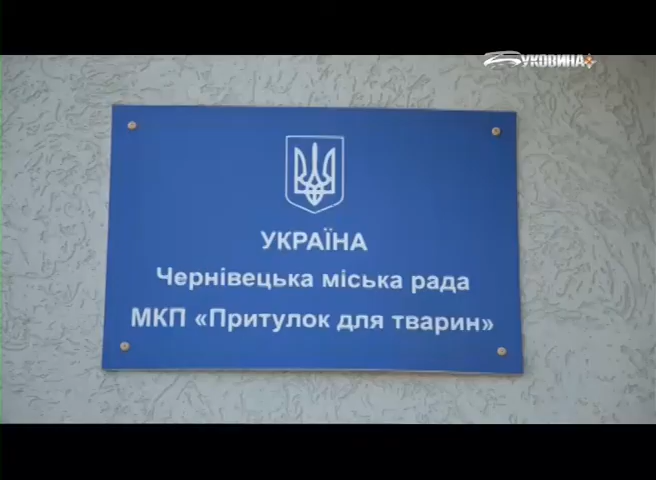 БУКОВИНА+
УКРАЇНА
Чернівецька міська рада
МКП «Притулок для тварин»